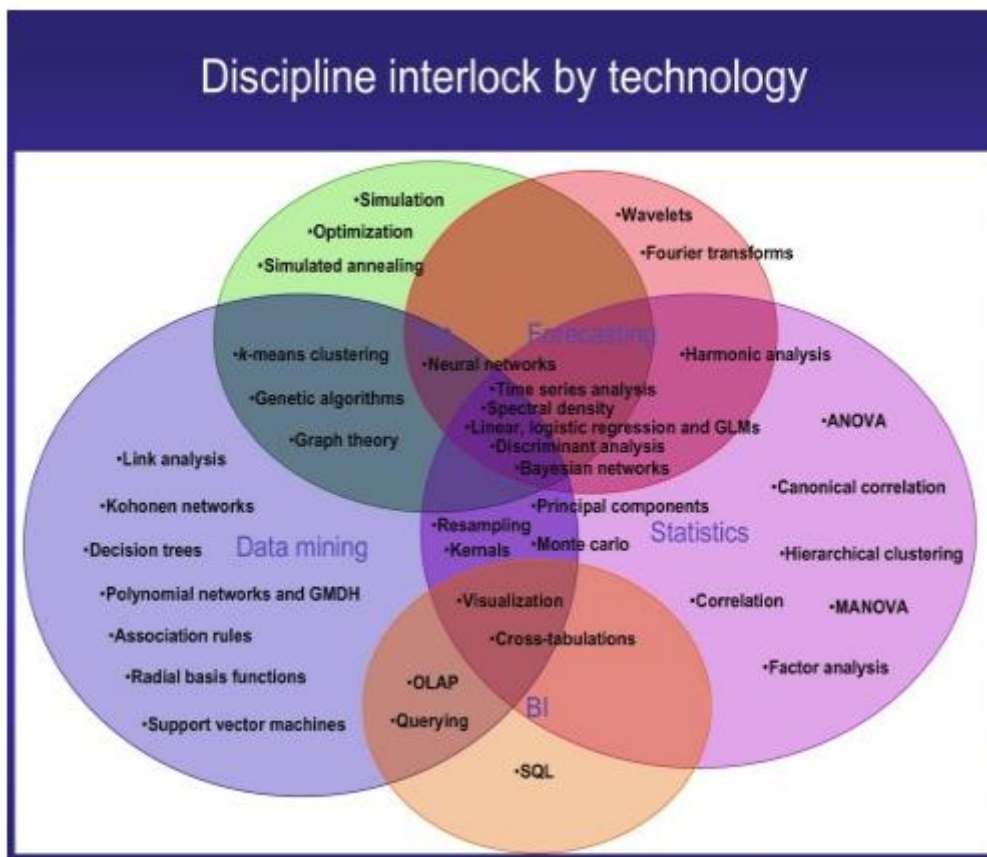 Discipline interlock by technology
•Simulation
•Optimization
•Simulated annealing
•Wavelets
•Fourier transforms
Forecasting
•k-means clustering
•Neural networks
•Harmonic analysis
•Genetic algorithms
•Time series analysis
•Spectral density
•Linear, logistic regression and GLMs
•Graph theory
•Discriminant analysis
•Bayesian networks
•ANOVA
•Link analysis
•Canonical correlation
•Kohonen networks
•Principal components
•Resampling
Statistics
•Decision trees
Data mining
•Kernals
•Monte carlo
•Hierarchical clustering
•Polynomial networks and GMDH
•Visualization
•Correlation
•MANOVA
•Association rules
•Cross-tabulations
•Factor analysis
•Radial basis functions
•OLAP
BI
•Support vector machines
•Querying
•SQL